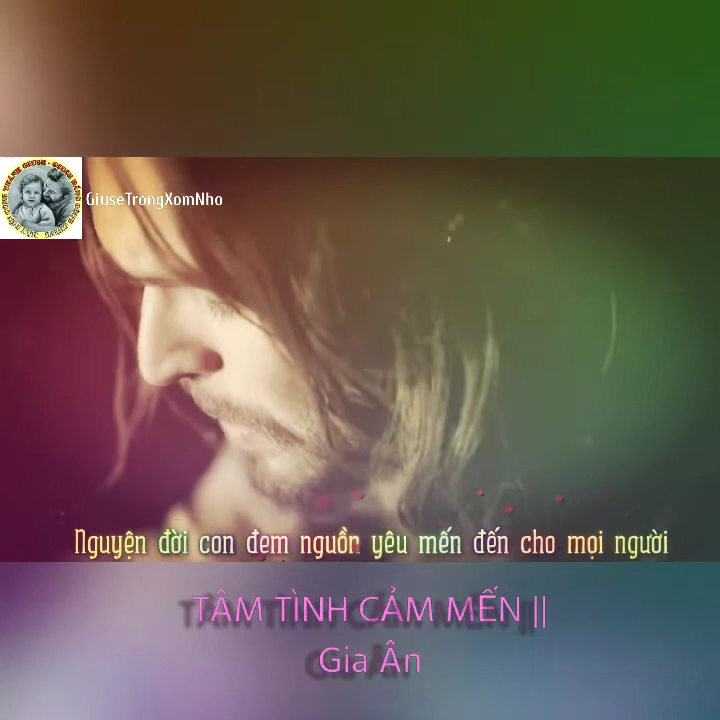 GiuseTrongXomNho
Nguyện đời con đem nguồn yêu mến đến cho mọi người
TÂM TÌNH CẢM MẾN ||
Gia Ân